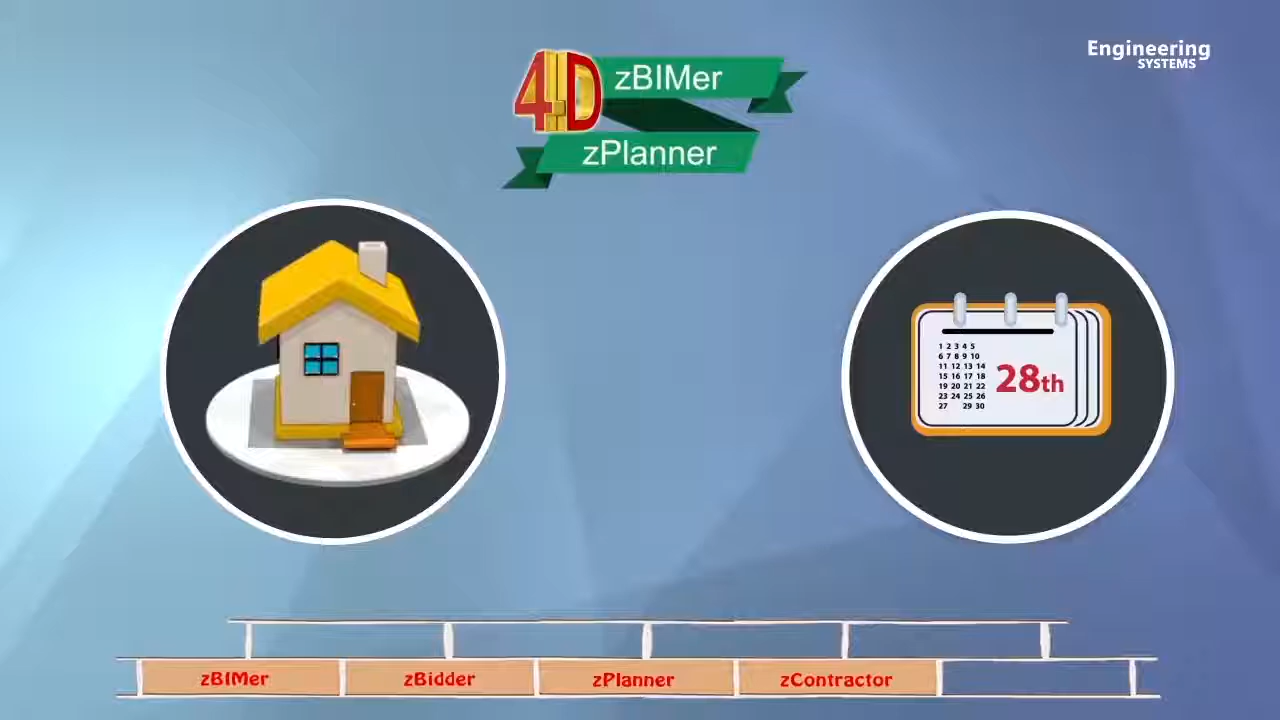 Engineering
SYSTEMS
4D
zBIMer
zPlanner
1 2 3 4 5
6 7 8 9 10
11 12 13 14
15 16 17 18
19 20 21 22
23 24 25 26
27 29 30
28th
zBIMer
zBidder
zPlanner
zContractor